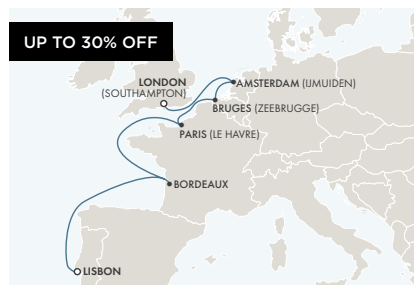 UP TO 30% OFF
LONDON
(SOUTHAMPTON)
AMSTERDAM (IJMUIDEN)
BRUGES (ZEEBRUGGE)
PARIS (LE HAVRE)
BORDEAUX
LISBON